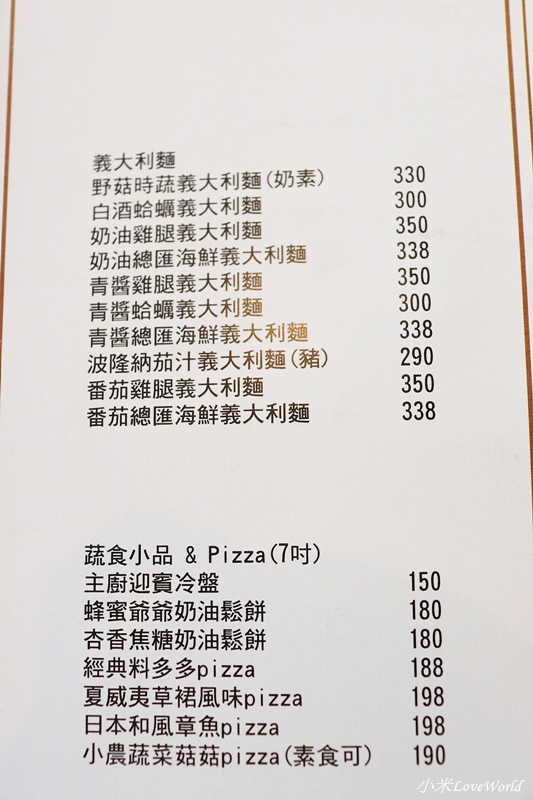 義大利麵
野菇時蔬義大利麵(奶素) 330
白酒蛤蠣義大利麵 300
奶油雞腿義大利麵 350
奶油總匯海鮮義大利麵 338
青醬雞腿義大利麵 350
青醬蛤蠣義大利麵 300
青醬總匯海鮮義大利麵 338
波隆納茄汁義大利麵(豬) 290
番茄雞腿義大利麵 350
番茄總匯海鮮義大利麵 338
蔬食小品 & Pizza(7吋)
主廚迎賓冷盤 150
蜂蜜爺爺奶油鬆餅 180
杏香焦糖奶油鬆餅 180
經典料多多pizza 188
夏威夷草裙風味pizza 198
日本和風章魚pizza 198
小農蔬菜菇菇pizza(素食可) 190
小米LoveWorld